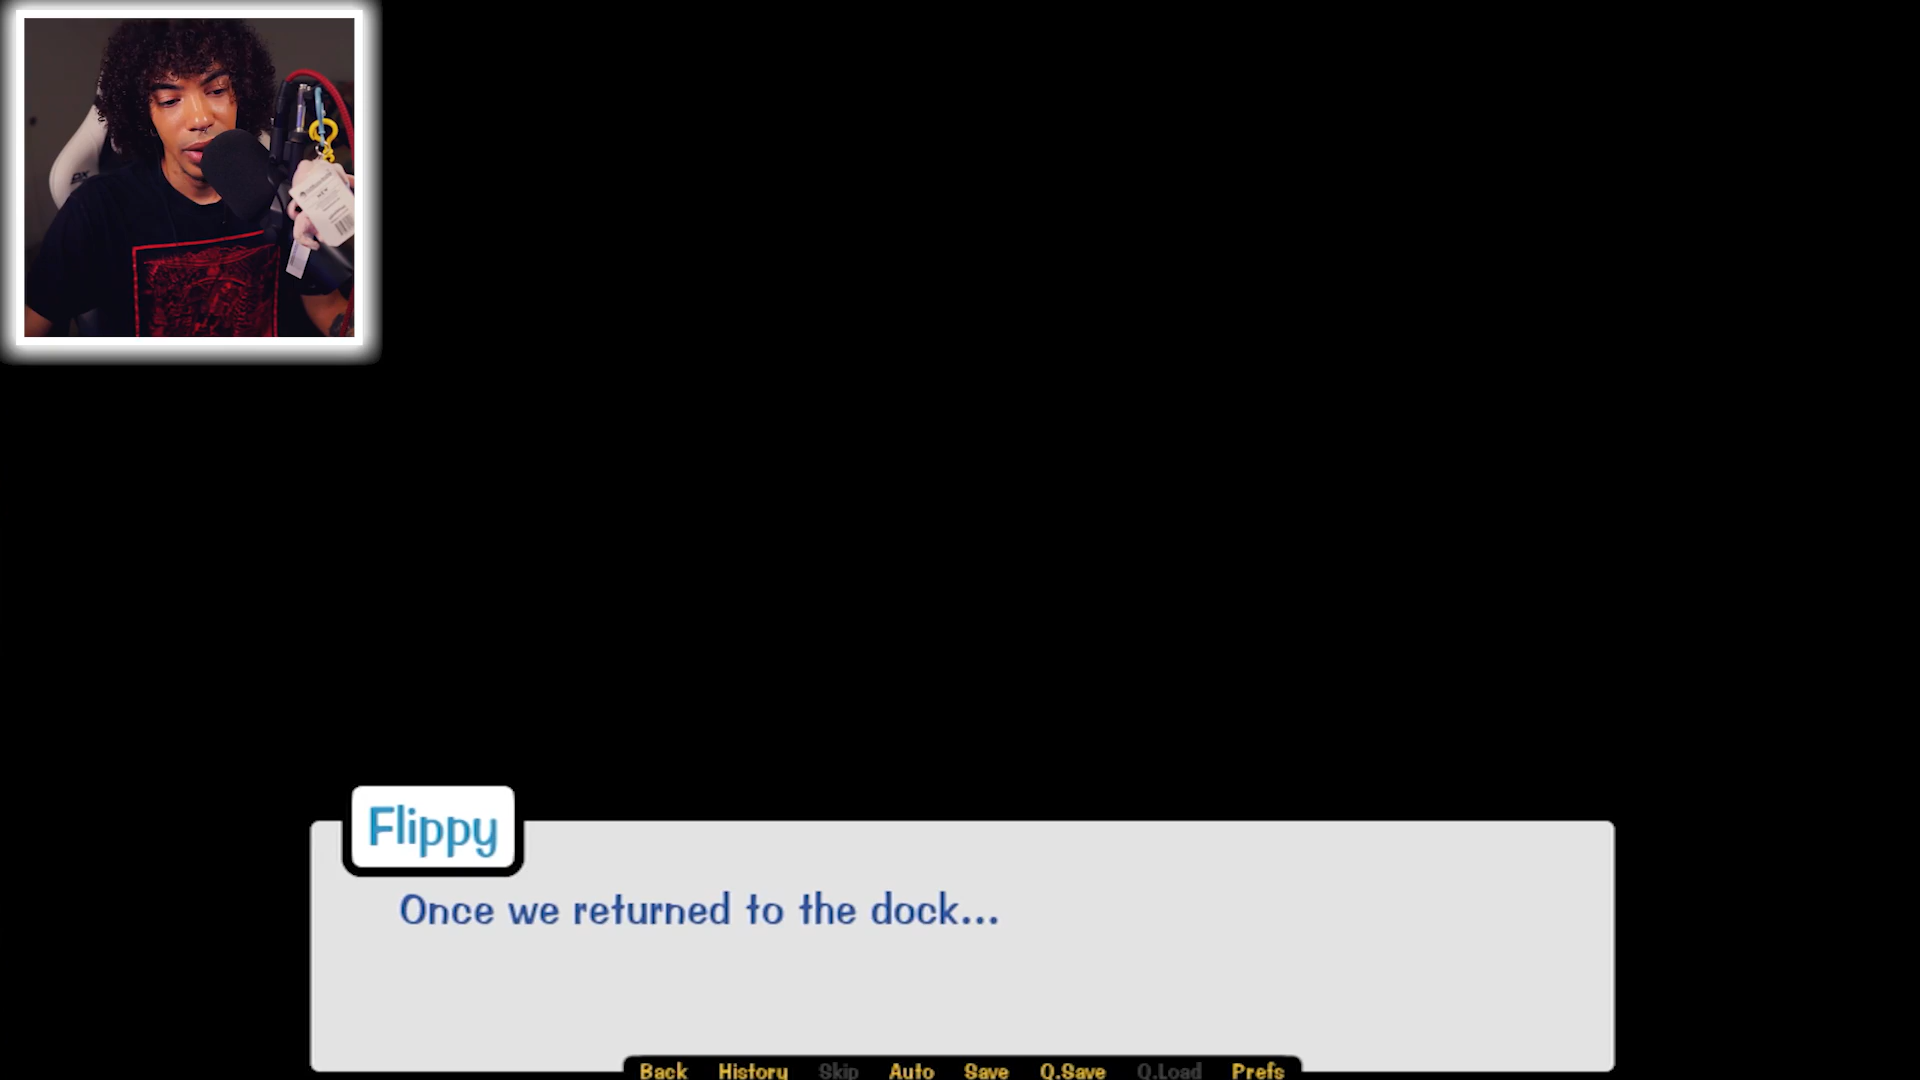 Flippy
Once we returned to the dock...
Back History Skip Auto Save Q.Save Q.Load Prefs